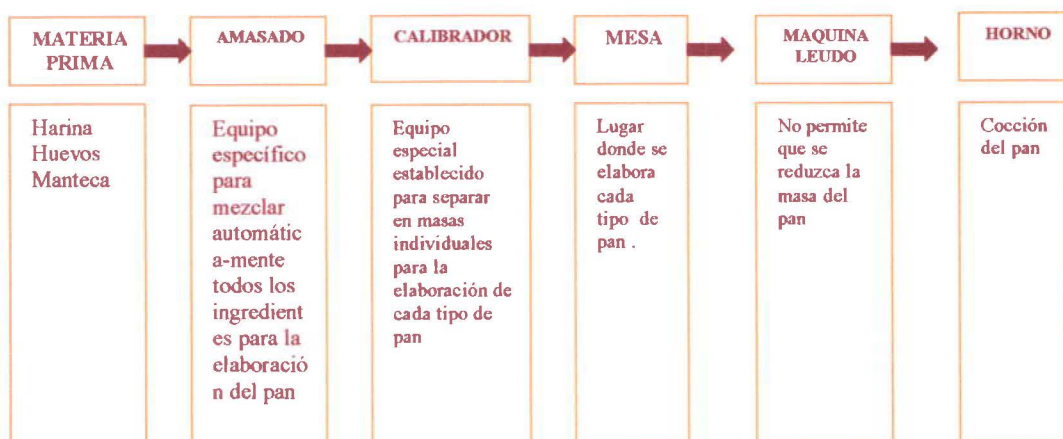 MATERIA
PRIMA
AMASADO
CALIBRADOR
MESA
MAQUINA
LEUDO
HORNO
Harina
Huevos
Manteca
Equipo
específico
para
mezclar
automátic
a-mente
todos los
ingredient
es para la
elaboració
n del pan
Equipo
especial
establecido
para separar
en masas
individuales
para la
elaboración de
cada tipo de
pan
Lugar
donde se
elabora
cada
tipo de
pan .
No permite
que se
reduzca la
masa del
pan
Cocción
del pan